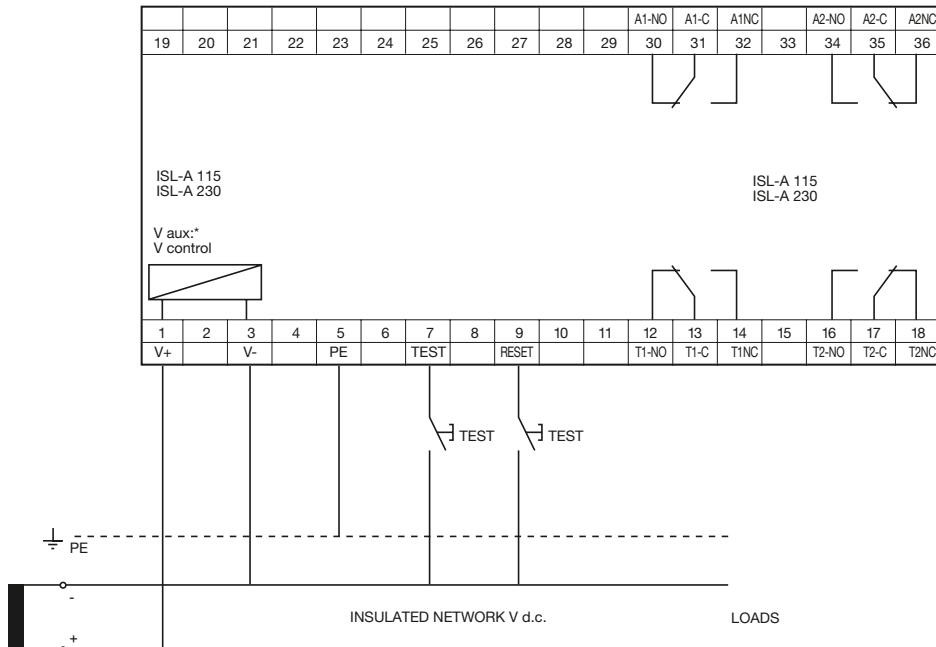 A1-NO A1-C A1NC A2-NO A2-C A2NC
19 20 21 22 23 24 25 26 27 28 29 30 31 32 33 34 35 36
ISL-A 115
ISL-A 230
ISL-A 115
ISL-A 230
V aux:*
V control
1 2 3 4 5 6 7 8 9 10 11 12 13 14 15 16 17 18
V+ V- PE TEST RESET T1-NO T1-C T1NC T2-NO T2-C T2NC
TEST TEST
PE
-
INSULATED NETWORK V d.c. LOADS
+